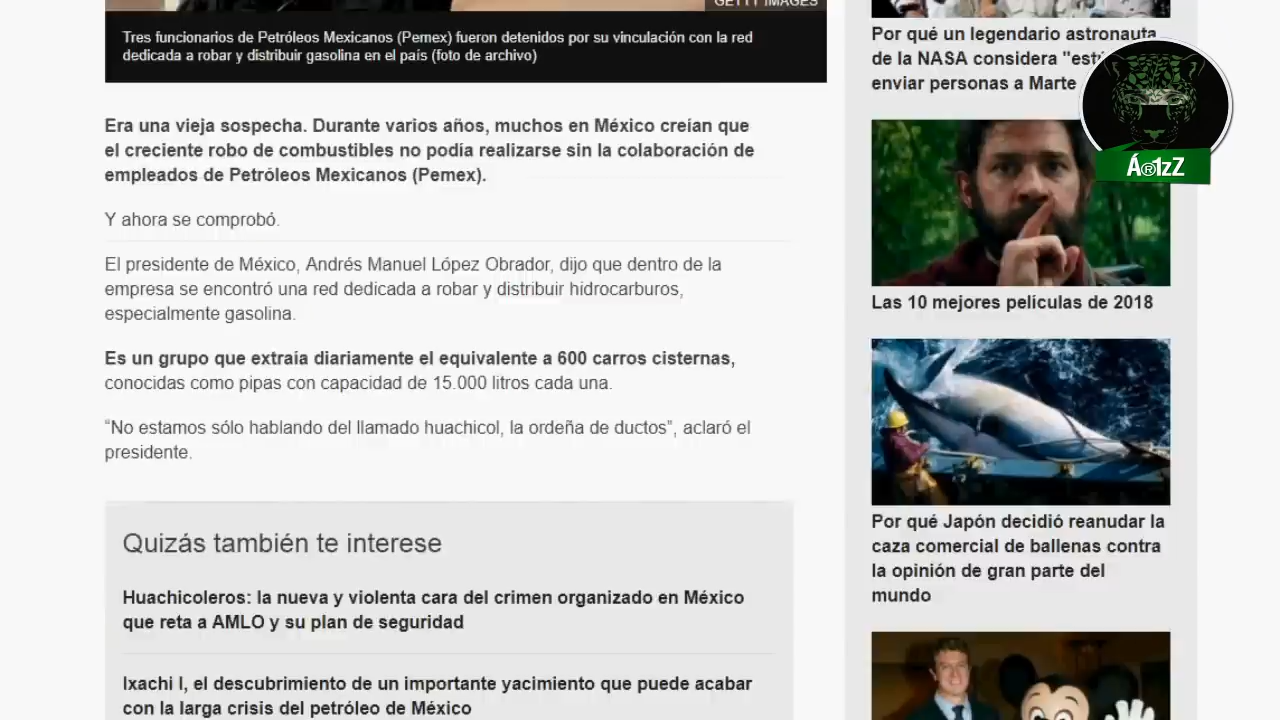 GETTY IMAGES
Tres funcionarios de Petróleos Mexicanos (Pemex) fueron detenidos por su vinculación con la red
dedicada a robar y distribuir gasolina en el país (foto de archivo)
Era una vieja sospecha. Durante varios años, muchos en México creían que
el creciente robo de combustibles no podía realizarse sin la colaboración de
empleados de Petróleos Mexicanos (Pemex).
Y ahora se comprobó.
El presidente de México, Andrés Manuel López Obrador, dijo que dentro de la
empresa se encontró una red dedicada a robar y distribuir hidrocarburos,
especialmente gasolina.
Es un grupo que extraía diariamente el equivalente a 600 carros cisternas,
conocidas como pipas con capacidad de 15.000 litros cada una.
“No estamos sólo hablando del llamado huachicol, la ordeña de ductos”, aclaró el
presidente.
Quizás también te interese
Huachicoleros: la nueva y violenta cara del crimen organizado en México
que reta a AMLO y su plan de seguridad
Ixachi I, el descubrimiento de un importante yacimiento que puede acabar
con la larga crisis del petróleo de México
Por qué un legendario astronauta
de la NASA considera
enviar personas a Marte
Á®1zZ
Las 10 mejores películas de 2018
Por qué Japón decidió reanudar la
caza comercial de ballenas contra
la opinión de gran parte del
mundo